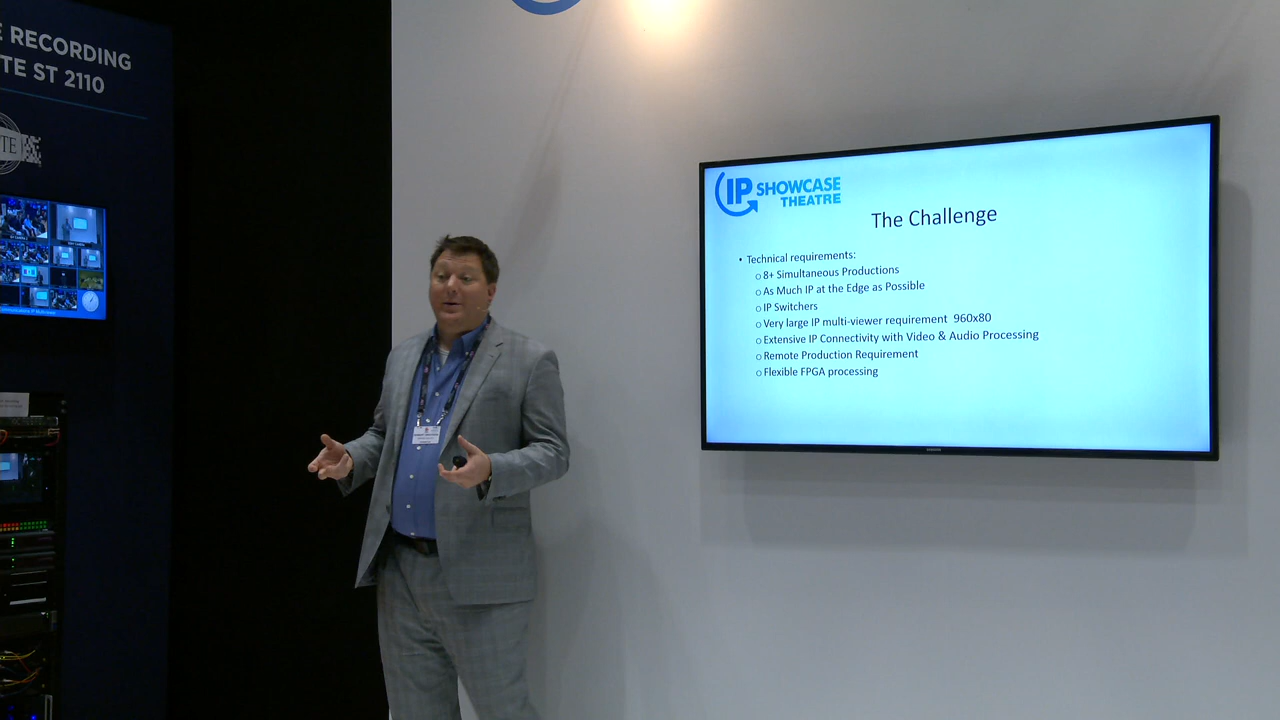 E RECORDING
TE ST 2110
TE
IP SHOWCASE
THEATRE
The Challenge
• Technical requirements:
o 8+ Simultaneous Productions
o As Much IP at the Edge as Possible
o IP Switchers
o Very large IP multi-viewer requirement 960x80
o Extensive IP Connectivity with Video & Audio Processing
o Remote Production Requirement
o Flexible FPGA processing